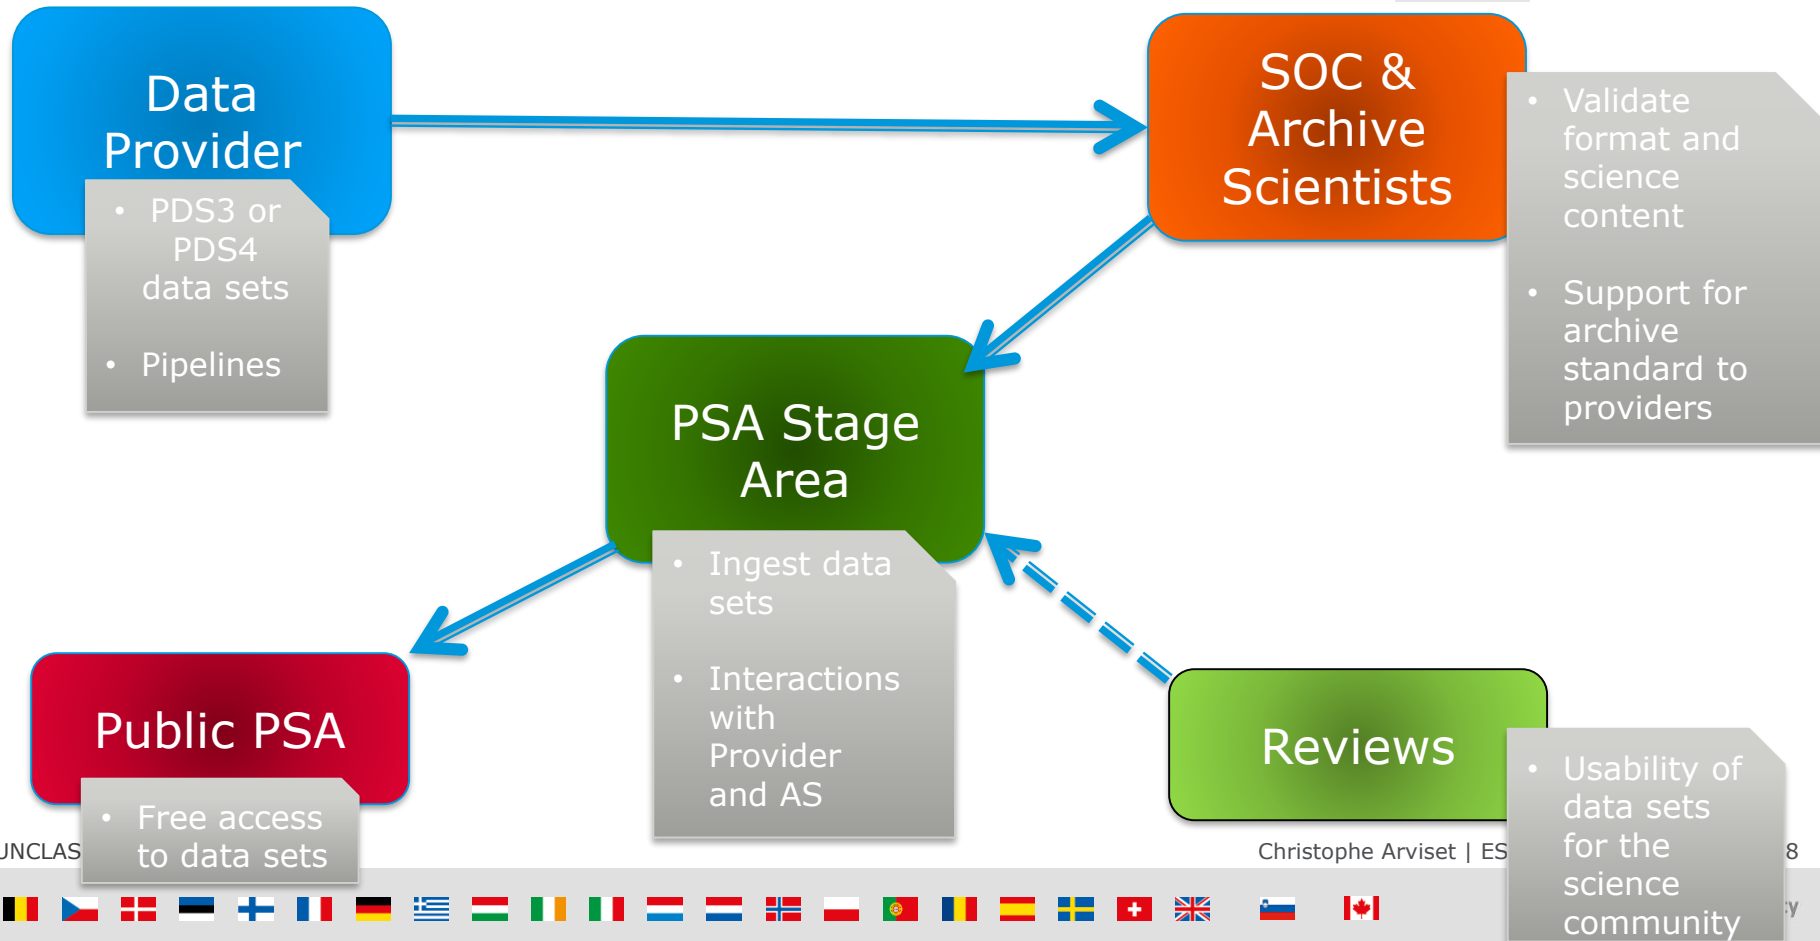 Data
Provider
• PDS3 or
PDS4
data sets
• Pipelines
SOC &
Archive
Scientists
• Validate
format and
science
content
• Support for
archive
standard to
providers
PSA Stage
Area
• Ingest data
sets
• Interactions
with
Provider
and AS
Public PSA
• Free access
to data sets
Reviews
• Usability of
data sets
for the
science
community
Christophe Arviset | ES
8